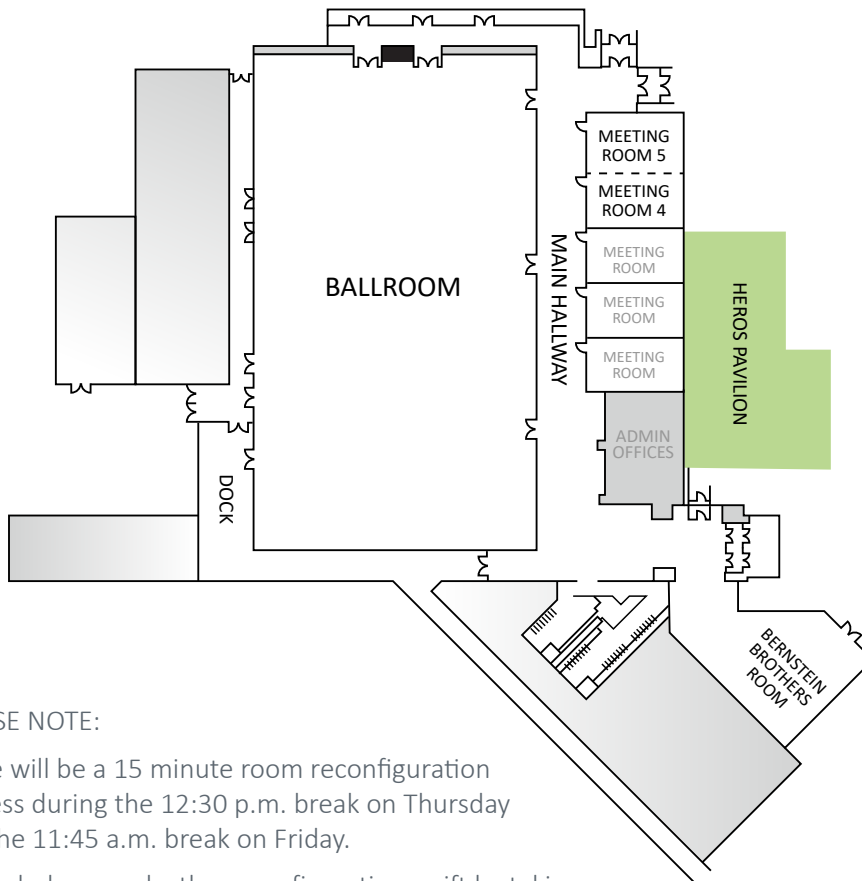 MEETING
ROOM 5
MEETING
ROOM 4
MEETING
ROOM
MEETING
ROOM
MEETING
ROOM
ADMIN
OFFICES
BALLROOM
MAIN HALLWAY
HEROS PAVILION
DOCK
BERNSTEIN
BROTHERS
ROOM
SE NOTE:
e will be a 15 minute room reconfiguration
ess during the 12:30 p.m. break on Thursday
he 11:45 a.m. break on Friday.